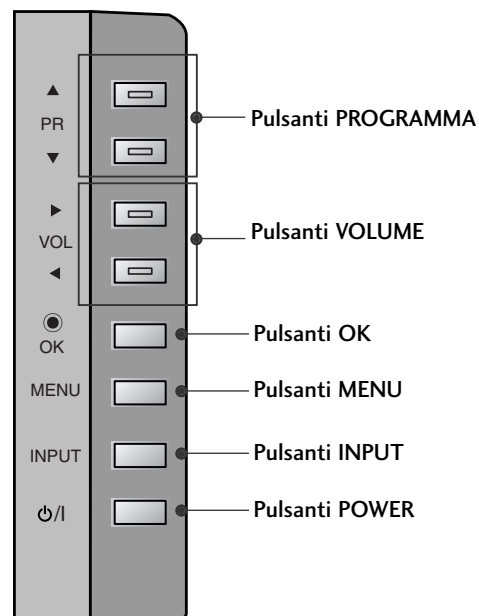 ▲
PR
▼
Pulsanti PROGRAMMA
▶
VOL
◀
Pulsanti VOLUME
OK
Pulsanti OK
MENU
Pulsanti MENU
INPUT
Pulsanti INPUT
⏻/I
Pulsanti POWER